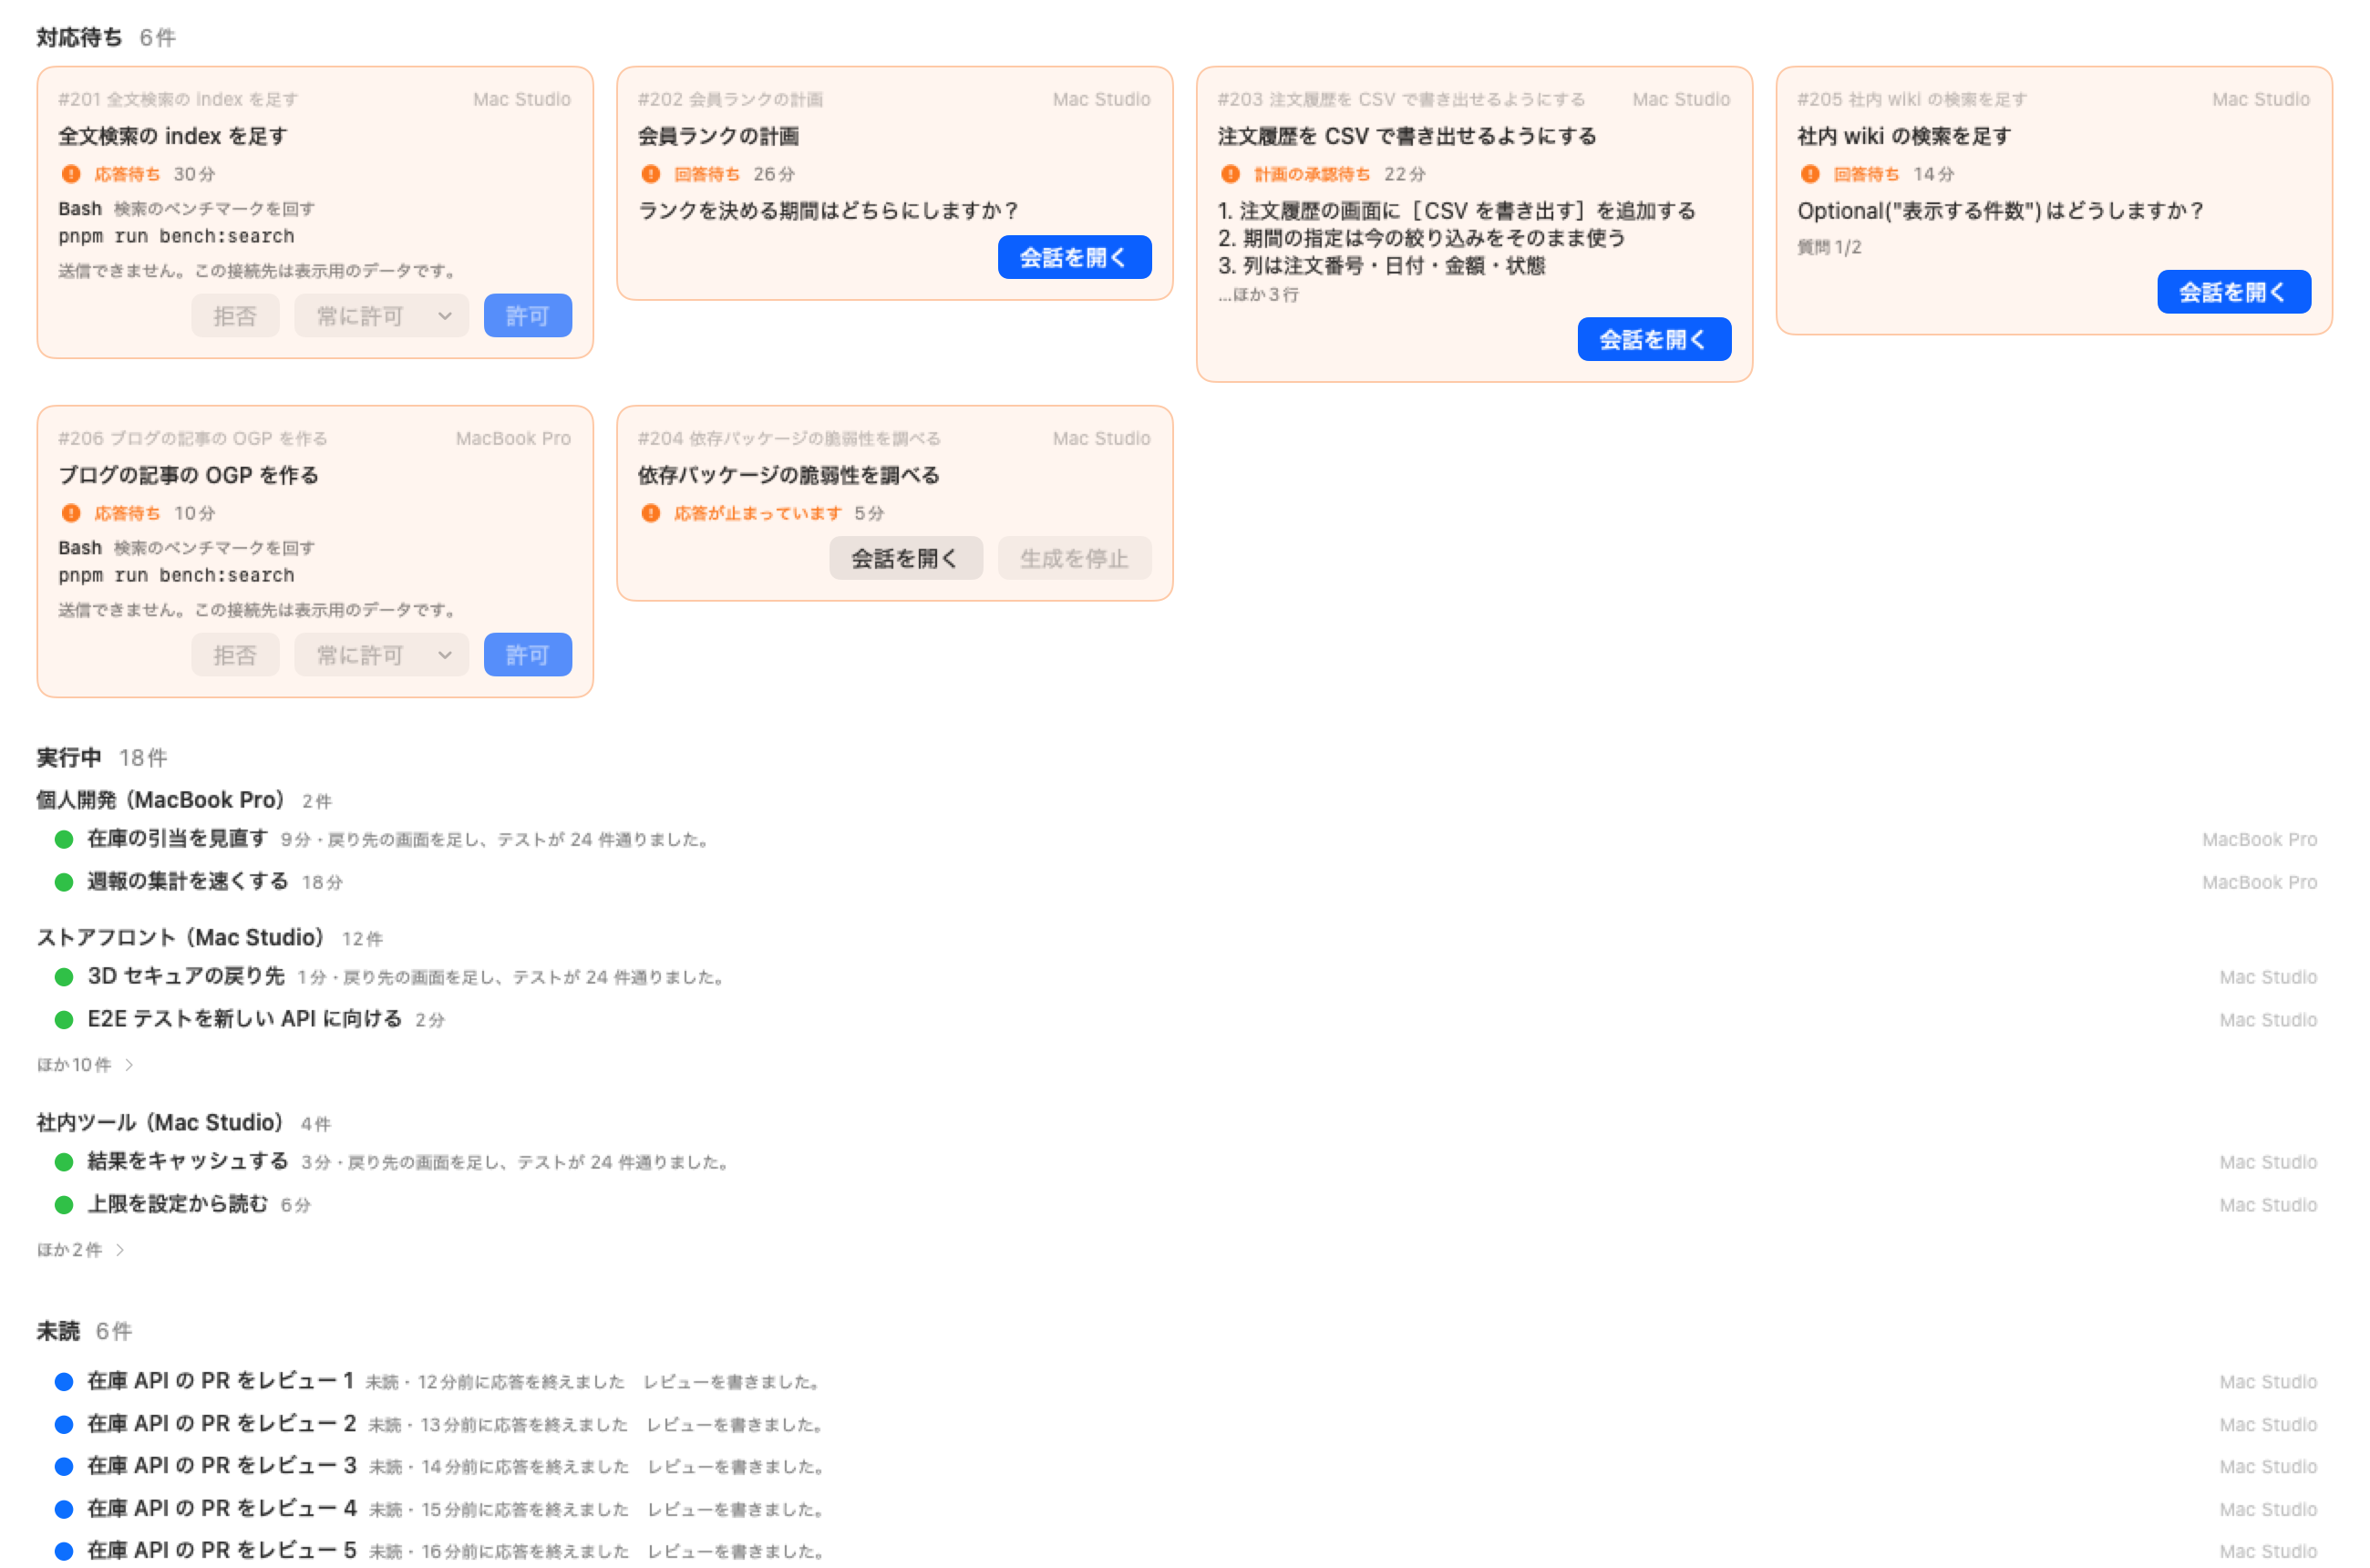 対応待ち 6件
#201 全文検索の index を足す Mac Studio
全文検索の index を足す
応答待ち 30分
Bash 検索のベンチマークを回す
pnpm run bench:search
送信できません。この接続先は表示用のデータです。
拒否 常に許可 許可
#202 会員ランクの計画 Mac Studio
会員ランクの計画
回答待ち 26分
ランクを決める期間はどちらにしますか？
会話を開く
#203 注文履歴を CSV で書き出せるようにする Mac Studio
注文履歴を CSV で書き出せるようにする
計画の承認待ち 22分
1. 注文履歴の画面に［CSV を書き出す］を追加する
2. 期間の指定は今の絞り込みをそのまま使う
3. 列は注文番号・日付・金額・状態
…ほか3行
会話を開く
#205 社内 wiki の検索を足す Mac Studio
社内 wiki の検索を足す
回答待ち 14分
Optional("表示する件数")はどうしますか？
質問 1/2
会話を開く
#206 ブログの記事の OGP を作る MacBook Pro
ブログの記事の OGP を作る
応答待ち 10分
Bash 検索のベンチマークを回す
pnpm run bench:search
送信できません。この接続先は表示用のデータです。
拒否 常に許可 許可
#204 依存パッケージの脆弱性を調べる Mac Studio
依存パッケージの脆弱性を調べる
応答が止まっています 5分
会話を開く 生成を停止
実行中 18件
個人開発（MacBook Pro） 2件
在庫の引当を見直す 9分・戻り先の画面を足し、テストが 24 件通りました。 MacBook Pro
週報の集計を速くする 18分 MacBook Pro
ストアフロント（Mac Studio） 12件
3D セキュアの戻り先 1分・戻り先の画面を足し、テストが 24 件通りました。 Mac Studio
E2E テストを新しい API に向ける 2分 Mac Studio
ほか10件
社内ツール（Mac Studio） 4件
結果をキャッシュする 3分・戻り先の画面を足し、テストが 24 件通りました。 Mac Studio
上限を設定から読む 6分 Mac Studio
ほか2件
未読 6件
在庫 API の PR をレビュー 1 未読・12分前に応答を終えました レビューを書きました。 Mac Studio
在庫 API の PR をレビュー 2 未読・13分前に応答を終えました レビューを書きました。 Mac Studio
在庫 API の PR をレビュー 3 未読・14分前に応答を終えました レビューを書きました。 Mac Studio
在庫 API の PR をレビュー 4 未読・15分前に応答を終えました レビューを書きました。 Mac Studio
在庫 API の PR をレビュー 5 未読・16分前に応答を終えました レビューを書きました。 Mac Studio